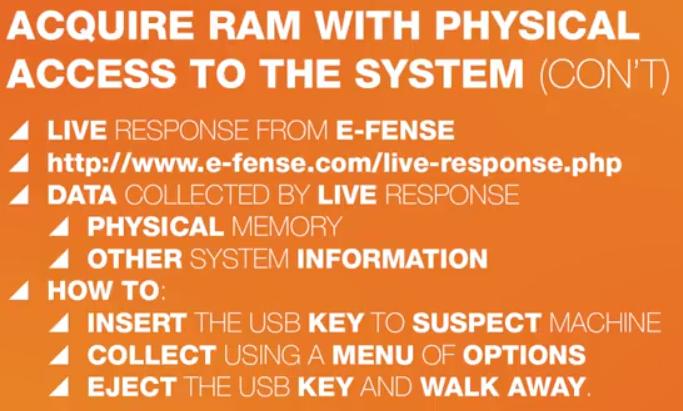 ACQUIRE RAM WITH PHYSICAL
ACCESS TO THE SYSTEM (CON'T)
LIVE RESPONSE FROM E-FENSE
http://www.e-fense.com/live-response.php
DATA COLLECTED BY LIVE RESPONSE
PHYSICAL MEMORY
OTHER SYSTEM INFORMATION
HOW TO:
INSERT THE USB KEY TO SUSPECT MACHINE
COLLECT USING A MENU OF OPTIONS
EJECT THE USB KEY AND WALK AWAY.